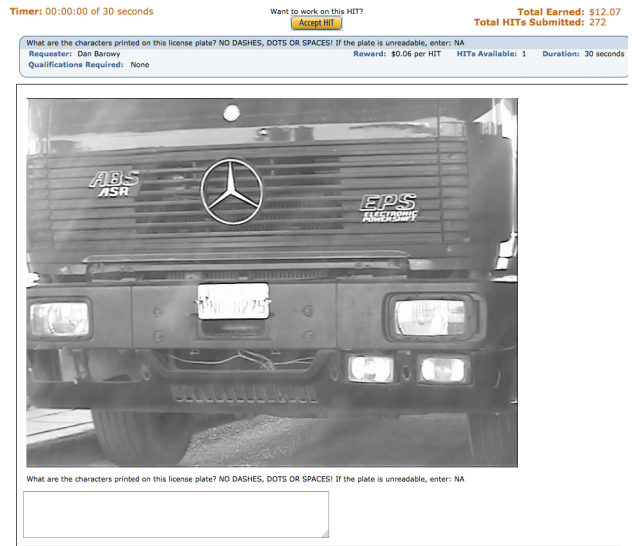 Timer: 00:00:00 of 30 seconds
Want to work on this HIT?
Accept HIT
Total Earned: $12.07
Total HITs Submitted: 272
What are the characters printed on this license plate? NO DASHES, DOTS OR SPACES! If the plate is unreadable, enter: NA
Requester: Dan Barowy Reward: $0.06 per HIT HITs Available: 1 Duration: 30 seconds
Qualifications Required: None
ABS
ASR
EPS
ELECTRONIC
POWERSHIFT
What are the characters printed on this license plate? NO DASHES, DOTS OR SPACES! If the plate is unreadable, enter: NA